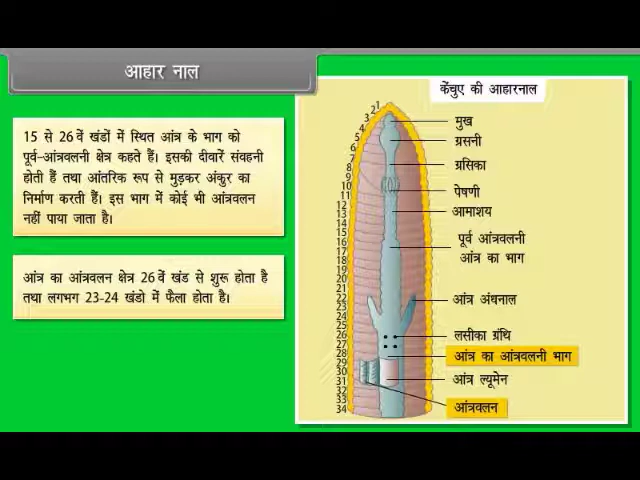 आहार नाल
15 से 26 वें खंडों में स्थित आंत्र के भाग को
पूर्व-आंत्रवलनी क्षेत्र कहते हैं। इसकी दीवारें संवहनी
होती हैं तथा आंतरिक रूप से मुड़कर अंकुर का
निर्माण करती हैं। इस भाग में कोई भी आंत्रवलन
नहीं पाया जाता है।
आंत्र का आंत्रवलन क्षेत्र 26 वें खंड से शुरू होता है
तथा लगभग 23-24 खंडो में फैला होता है।
केंचुए की आहारनाल
मुख
ग्रसनी
ग्रसिका
पेषणी
आमाशय
पूर्व आंत्रवलनी
आंत्र का भाग
आंत्र अंधनाल
लसीका ग्रंथि
आंत्र का आंत्रवलनी भाग
आंत्र ल्यूमेन
आंत्रवलन
1
2
3
4
5
6
7
8
9
10
11
12
13
14
15
16
17
18
19
20
21
22
23
24
25
26
27
28
29
30
31
32
33
34